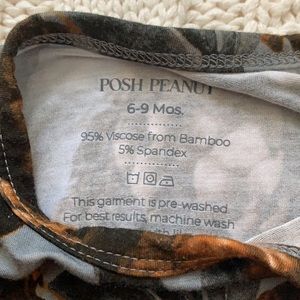 POSH PEANUT
6-9 Mos.
95% Viscose from Bamboo
5% Spandex
This garment is pre-washed
For best results, machine wash
with